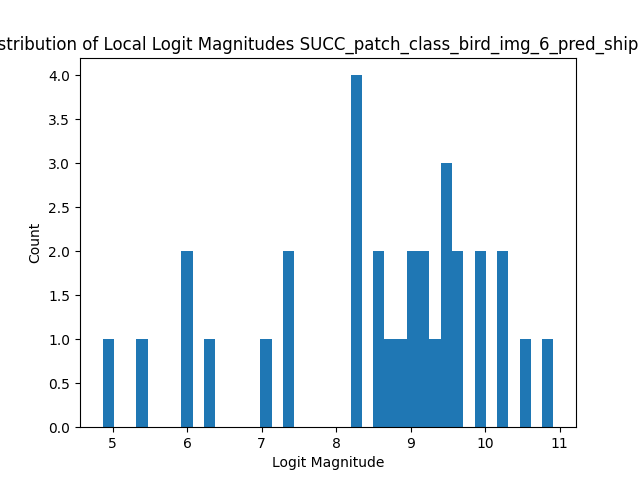 stribution of Local Logit Magnitudes SUCC_patch_class_bird_img_6_pred_ship
4.0
3.5
3.0
2.5
2.0
1.5
1.0
0.5
0.0
Count
5 6 7 8 9 10 11
Logit Magnitude